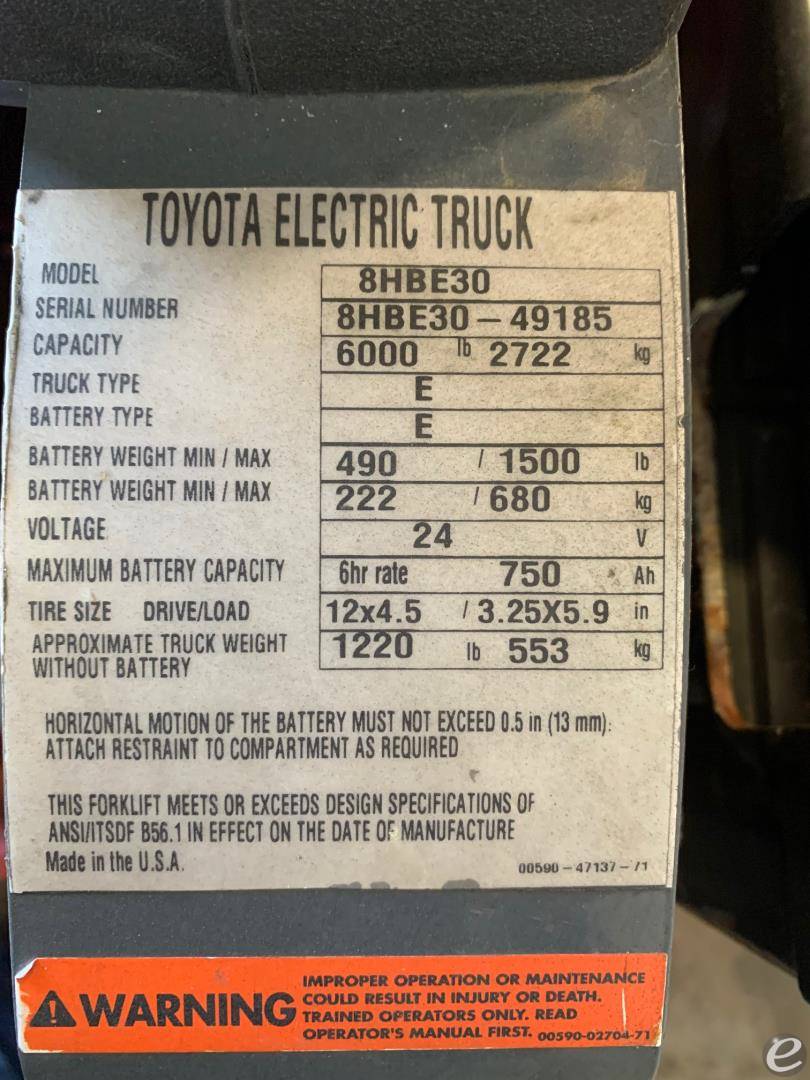 TOYOTA ELECTRIC TRUCK
MODEL 8HBE30
SERIAL NUMBER 8HBE30 – 49185
CAPACITY 6000 lb 2722 kg
TRUCK TYPE E
BATTERY TYPE E
BATTERY WEIGHT MIN / MAX 490 / 1500 lb
BATTERY WEIGHT MIN / MAX 222 / 680 kg
VOLTAGE 24 V
MAXIMUM BATTERY CAPACITY 6hr rate 750 Ah
TIRE SIZE DRIVE/LOAD 12x4.5 / 3.25X5.9 in
APPROXIMATE TRUCK WEIGHT
WITHOUT BATTERY 1220 lb 553 kg
HORIZONTAL MOTION OF THE BATTERY MUST NOT EXCEED 0.5 in (13 mm).
ATTACH RESTRAINT TO COMPARTMENT AS REQUIRED
THIS FORKLIFT MEETS OR EXCEEDS DESIGN SPECIFICATIONS OF
ANSI/ITSDF B56.1 IN EFFECT ON THE DATE OF MANUFACTURE
Made in the U.S.A.
00590–47137–71
WARNING
IMPROPER OPERATION OR MAINTENANCE
COULD RESULT IN INJURY OR DEATH.
TRAINED OPERATORS ONLY. READ
OPERATOR'S MANUAL FIRST. 00590-02704-71
e